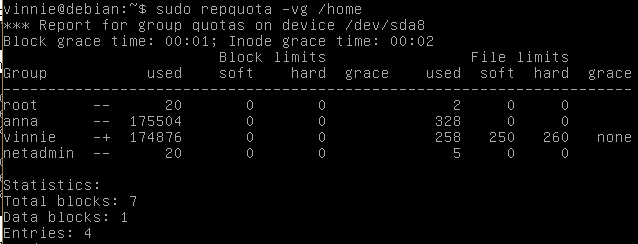 vinnie@debian:~$ sudo repquota -vg /home
*** Report for group quotas on device /dev/sda8
Block grace time: 00:01; Inode grace time: 00:02
                        Block limits                File limits
Group           used    soft    hard  grace    used  soft  hard  grace
----------------------------------------------------------------------
root      --      20       0       0              2     0     0
anna      --  175504       0       0            328     0     0
vinnie    -+  174876       0       0            258   250   260   none
netadmin  --      20       0       0              5     0     0

Statistics:
Total blocks: 7
Data blocks: 1
Entries: 4